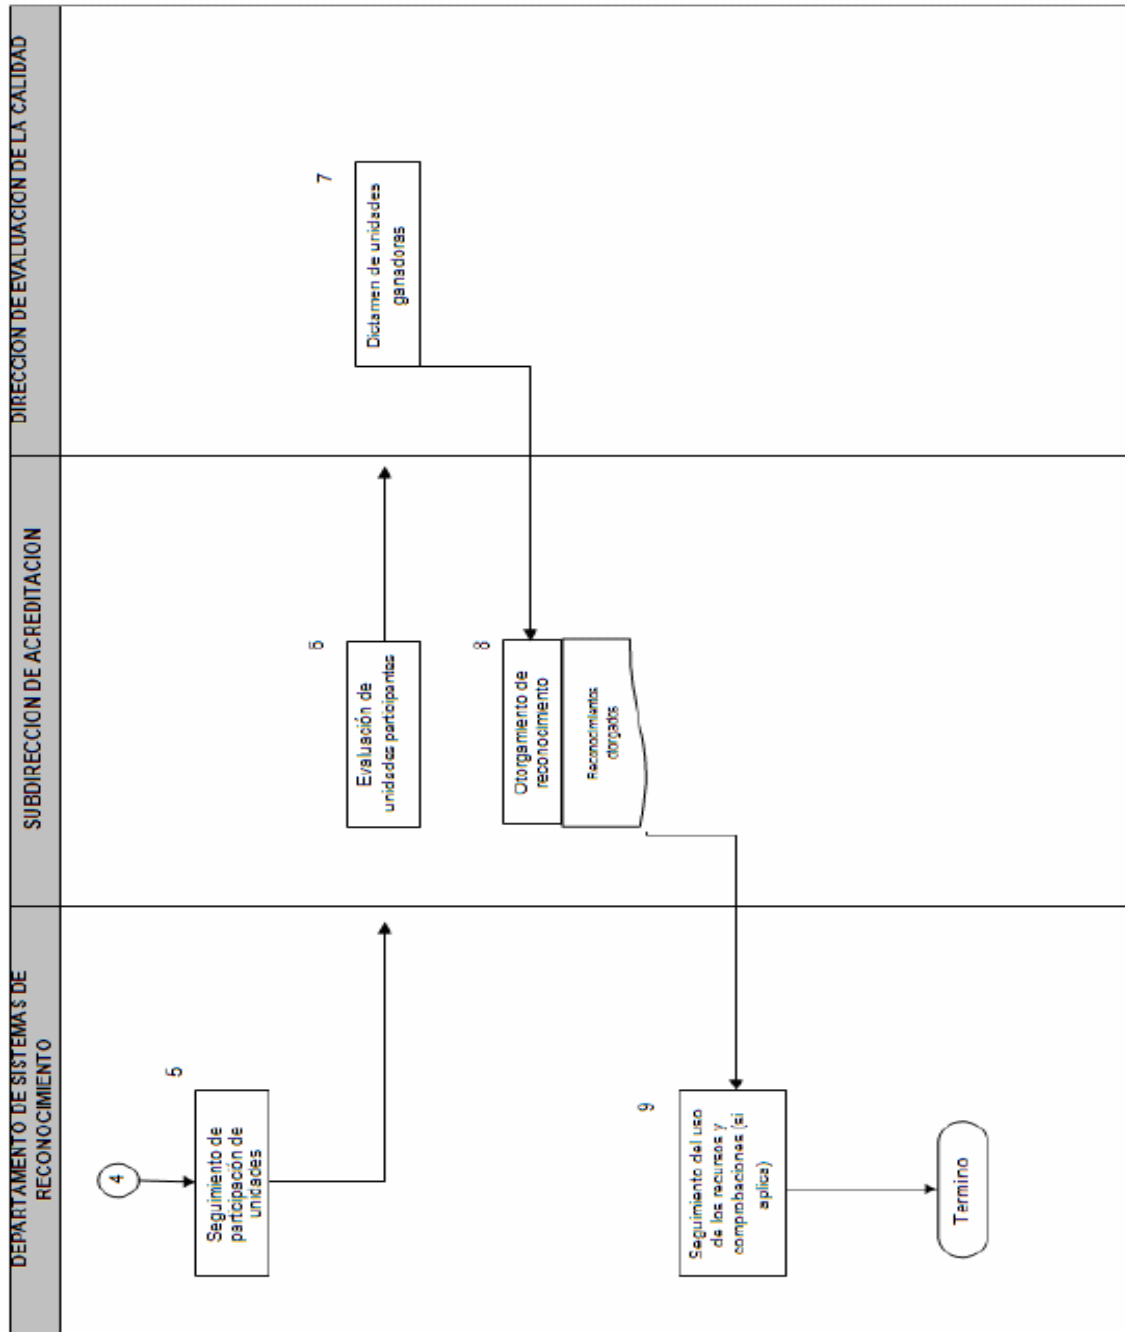 DEPARTAMENTO DE SISTEMAS DE
RECONOCIMIENTO
SUBDIRECCION DE ACREDITACION
DIRECCION DE EVALUACION DE LA CALIDAD
4
5
Seguimiento de
participación de
unidades
6
Evaluación de
unidades participantes
7
Dictamen de unidades
ganadoras
8
Otorgamiento de
reconocimiento
Reconocimientos
otorgados
9
Seguimiento del uso
de los recursos y
comprobaciones (si
aplica)
Termino